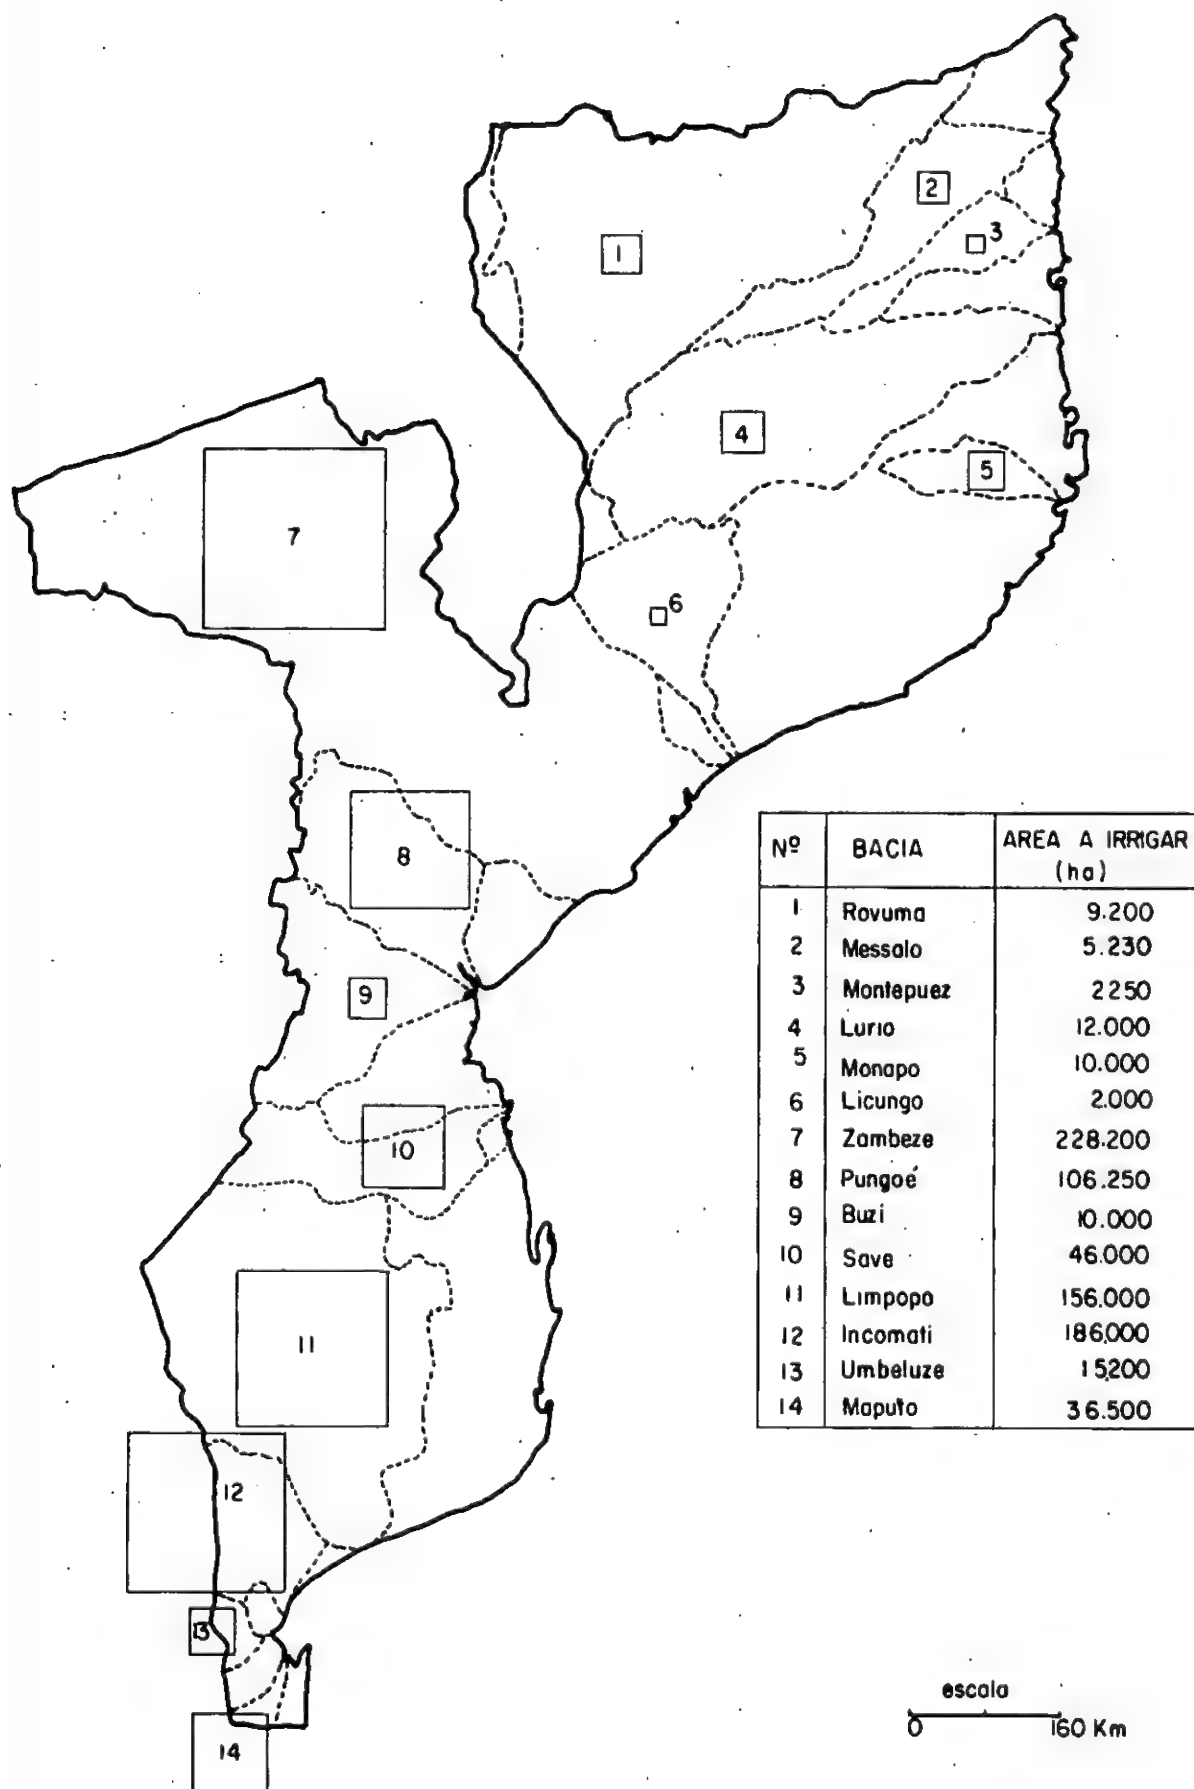 2
3
1
4
5
7
6
8
9
10
11
12
13
14
Nº BACIA AREA A IRRIGAR (ha)
1 Rovuma 9.200
2 Messalo 5.230
3 Montepuez 2250
4 Lurio 12.000
5 Monapo 10.000
6 Licungo 2.000
7 Zambeze 228.200
8 Pungoé 106.250
9 Buzi 10.000
10 Save 46.000
11 Limpopo 156.000
12 Incomati 186.000
13 Umbeluze 15.200
14 Maputo 36.500
escala
0 160 Km